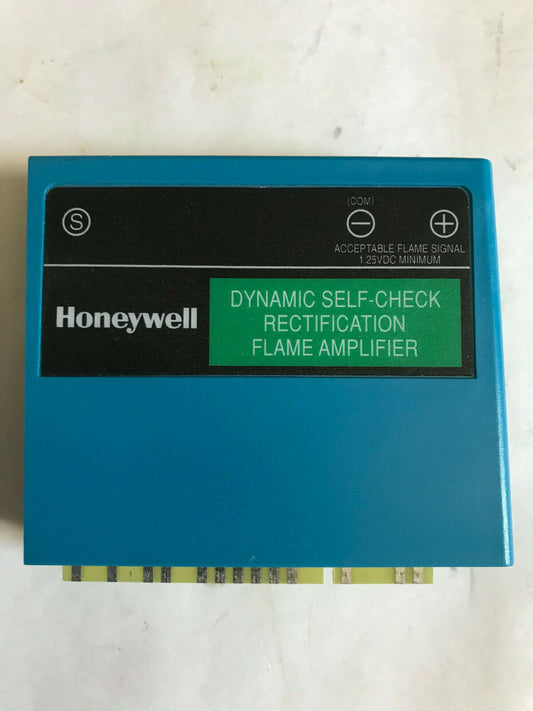 (COM)
S − +
ACCEPTABLE FLAME SIGNAL
1.25VDC MINIMUM
Honeywell
DYNAMIC SELF-CHECK
RECTIFICATION
FLAME AMPLIFIER